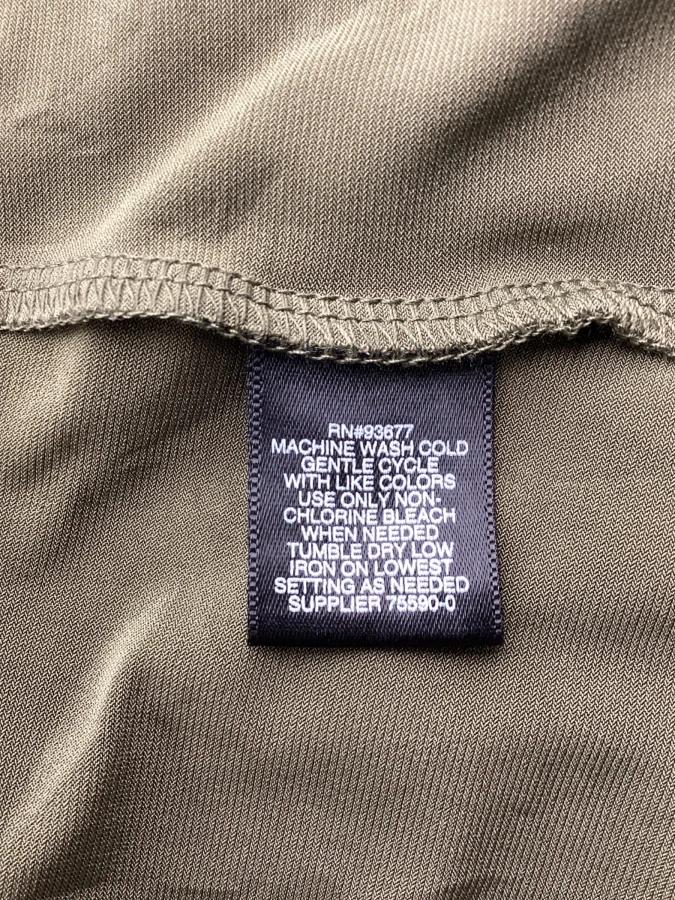 RN#93677
MACHINE WASH COLD
GENTLE CYCLE
WITH LIKE COLORS
USE ONLY NON-
CHLORINE BLEACH
WHEN NEEDED
TUMBLE DRY LOW
IRON ON LOWEST
SETTING AS NEEDED
SUPPLIER 75590-0